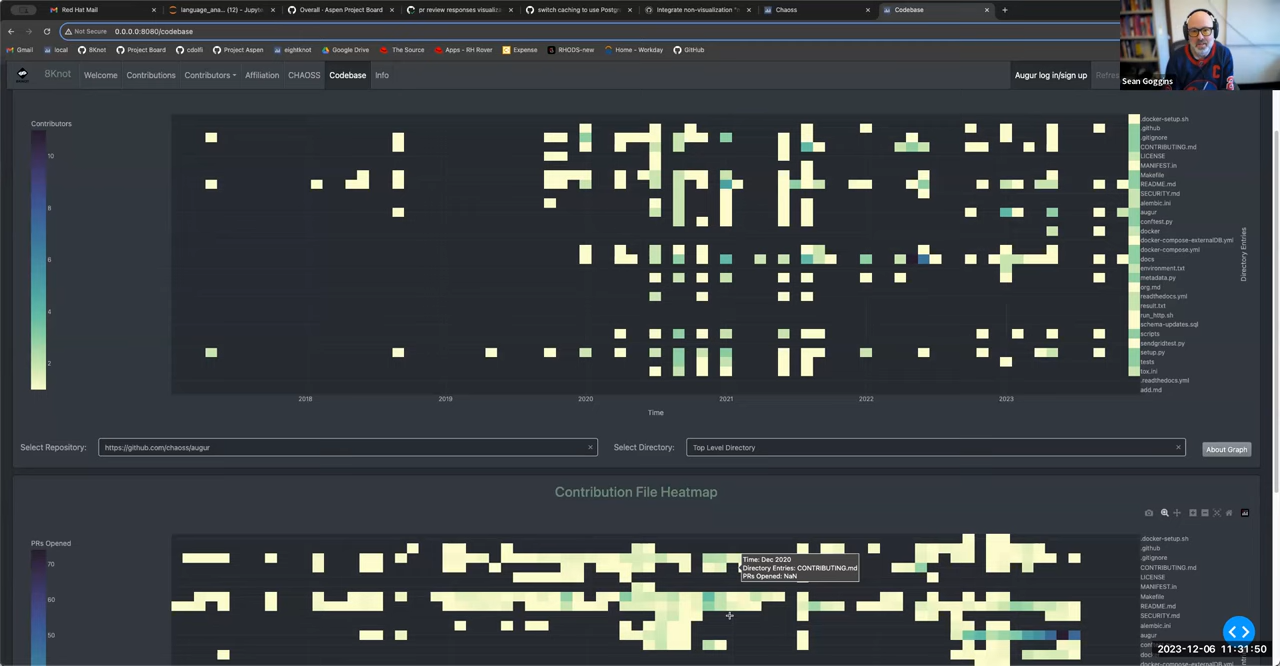 Red Hat Mail
language_ana... (12) - Jupyte
Overall · Aspen Project Board
pr review responses visualiz
switch caching to use Postgr
Integrate non-visualization "
Chaoss
Codebase
Not Secure 0.0.0.0:8080/codebase
Gmail
local
8Knot
Project Board
cdolfi
Project Aspen
eightknot
Google Drive
The Source
Apps - RH Rover
Expense
RHODS-new
Home - Workday
GitHub
8Knot
Welcome
Contributions
Contributors
Affiliation
CHAOSS
Codebase
Info
Augur log in/sign up
Refres
Sean Goggins
Contributors
10
8
6
4
2
.docker-setup.sh
.github
.gitignore
CONTRIBUTING.md
LICENSE
MANIFEST.in
Makefile
README.md
SECURITY.md
alembic.ini
augur
conftest.py
docker
docker-compose-externalDB.yml
docker-compose.yml
docs
environment.txt
metadata.py
org.md
readthedocs.yml
result.txt
run_http.sh
schema-updates.sql
scripts
sendgridtest.py
setup.py
tests
tox.ini
.readthedocs.yml
add.md
Directory Entries
2018
2019
2020
2021
2022
2023
Time
Select Repository:
https://github.com/chaoss/augur
Select Directory:
Top Level Directory
About Graph
Contribution File Heatmap
PRs Opened
70
60
50
Time: Dec 2020
Directory Entries: CONTRIBUTING.md
PRs Opened: NaN
.docker-setup.sh
.github
.gitignore
CONTRIBUTING.md
LICENSE
MANIFEST.in
Makefile
README.md
SECURITY.md
alembic.ini
augur
2023-12-06 11:31:50